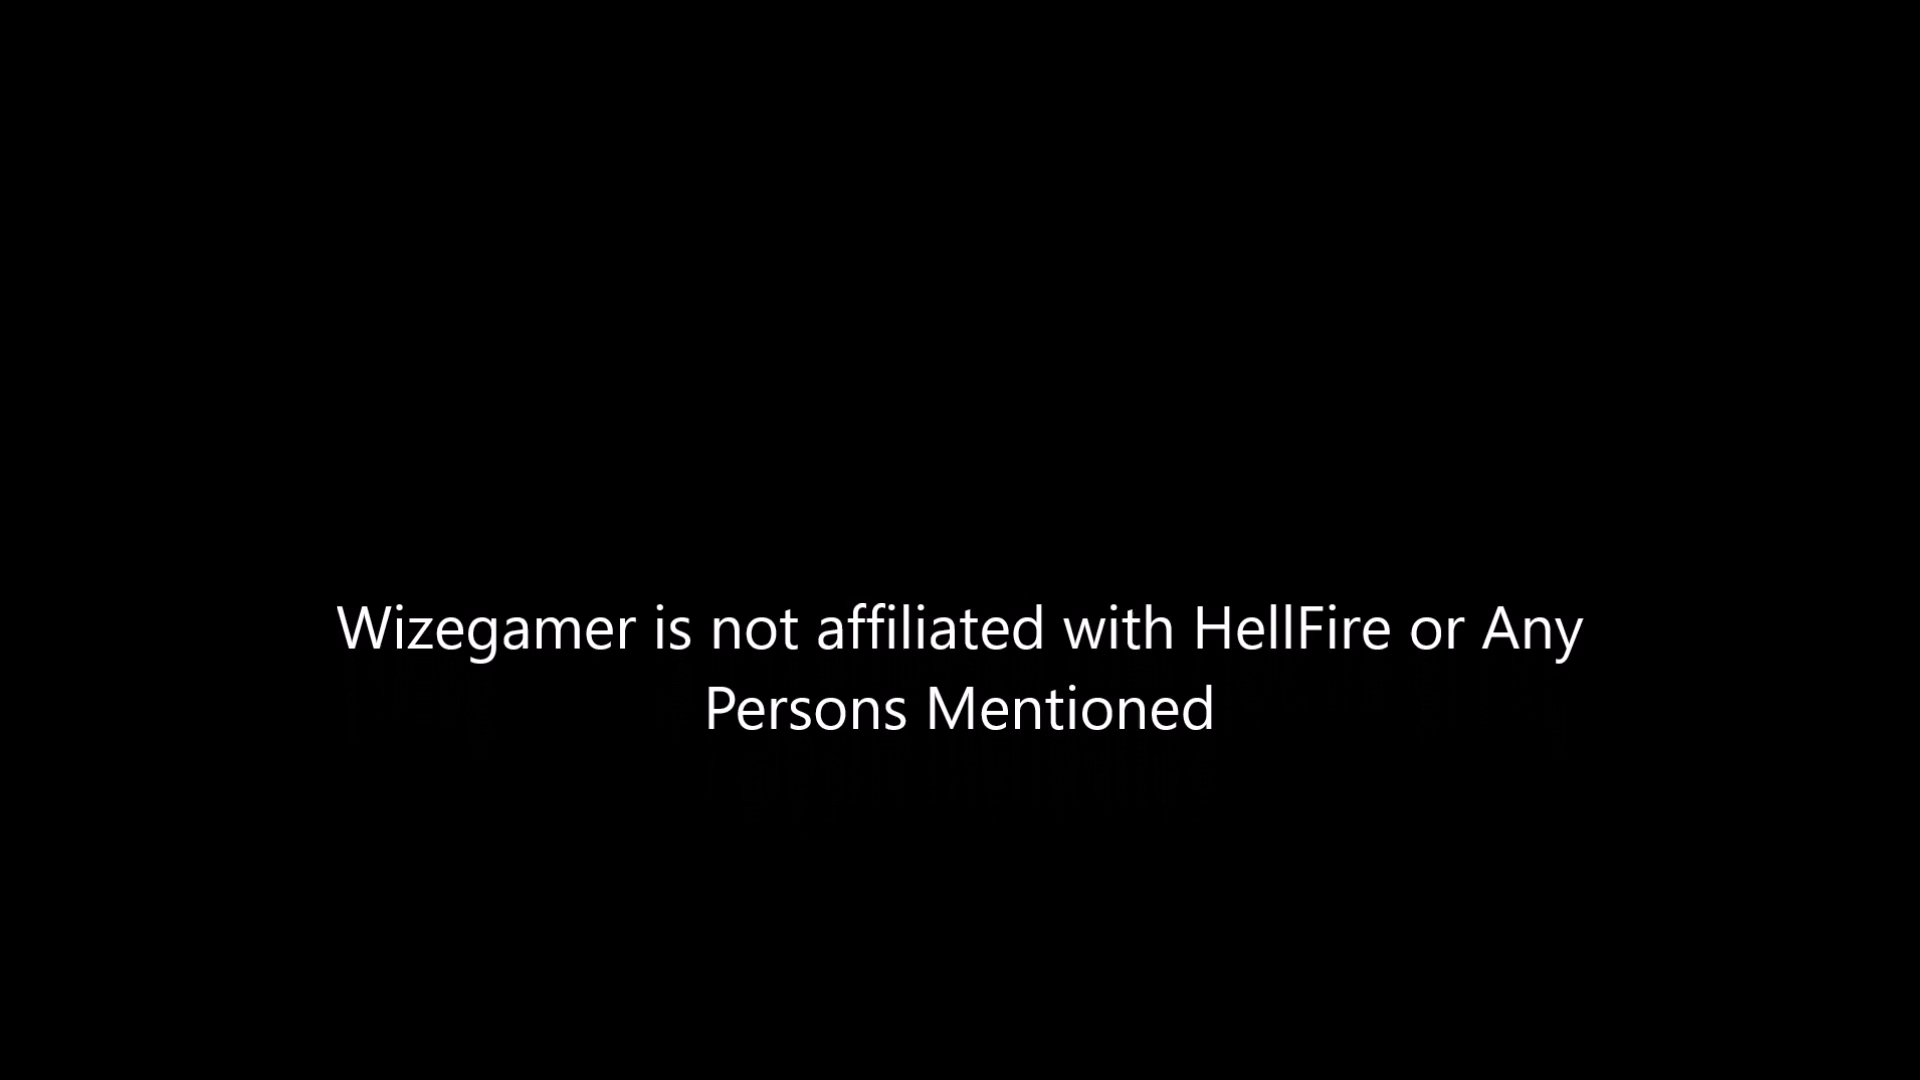 Wizegamer is not affiliated with HellFire or Any
Persons Mentioned